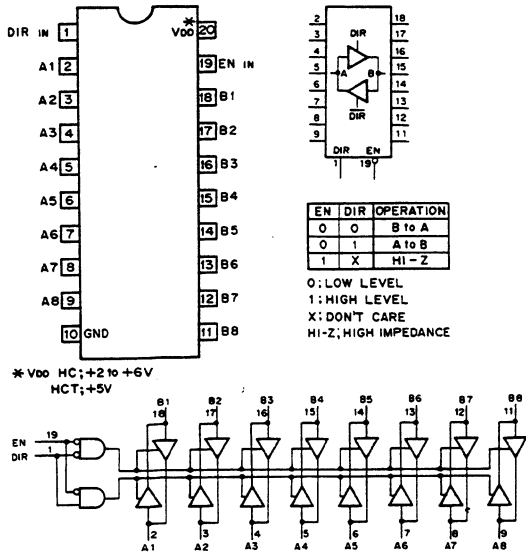 DIR IN 1
* VDD 20
A1 2
19 EN IN
A2 3
18 B1
A3 4
17 B2
A4 5
16 B3
A5 6
15 B4
A6 7
14 B5
A7 8
13 B6
A8 9
12 B7
10 GND
11 B8
* VDD HC; +2 to +6V
HCT; +5V
2 18
3 17
4 16
5 15
6 14
7 13
8 12
9 11
DIR
A B
DIR
DIR EN
1 19
EN DIR OPERATION
0 0 B to A
0 1 A to B
1 X HI-Z
0; LOW LEVEL
1; HIGH LEVEL
X; DON'T CARE
HI-Z; HIGH IMPEDANCE
B1 B2 B3 B4 B5 B6 B7 B8
18 17 16 15 14 13 12 11
EN 19
DIR 1
2 3 4 5 6 7 8 9
A1 A2 A3 A4 A5 A6 A7 A8